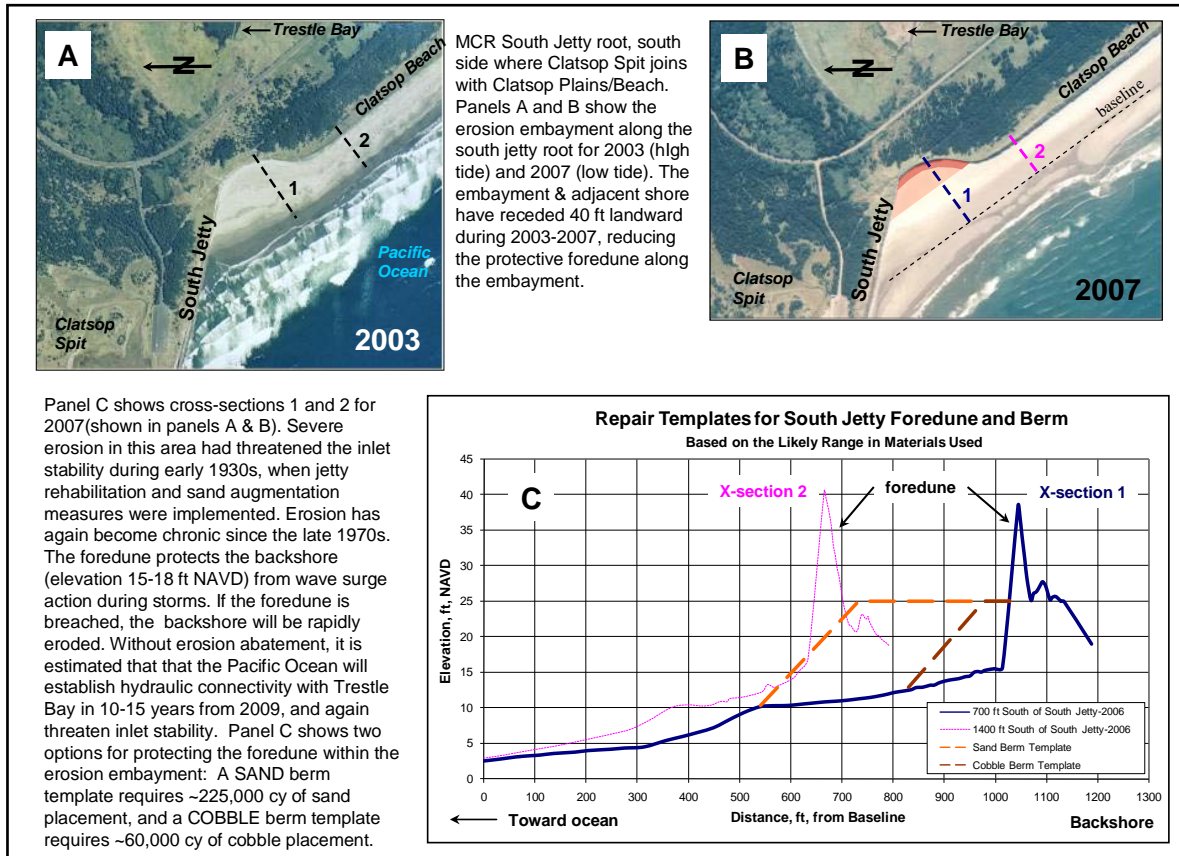 A
Trestle Bay
N
Clatsop Beach
2
1
South Jetty
Pacific
Ocean
Clatsop
Spit
2003
MCR South Jetty root, south
side where Clatsop Spit joins
with Clatsop Plains/Beach.
Panels A and B show the
erosion embayment along the
south jetty root for 2003 (hIgh
tide) and 2007 (low tide). The
embayment & adjacent shore
have receded 40 ft landward
during 2003-2007, reducing
the protective foredune along
the embayment.
B
Trestle Bay
N
Clatsop Beach
baseline
2
1
South Jetty
Clatsop
Spit
2007
Panel C shows cross-sections 1 and 2 for
2007(shown in panels A & B). Severe
erosion in this area had threatened the inlet
stability during early 1930s, when jetty
rehabilitation and sand augmentation
measures were implemented. Erosion has
again become chronic since the late 1970s.
The foredune protects the backshore
(elevation 15-18 ft NAVD) from wave surge
action during storms. If the foredune is
breached, the backshore will be rapidly
eroded. Without erosion abatement, it is
estimated that that the Pacific Ocean will
establish hydraulic connectivity with Trestle
Bay in 10-15 years from 2009, and again
threaten inlet stability. Panel C shows two
options for protecting the foredune within the
erosion embayment: A SAND berm
template requires ~225,000 cy of sand
placement, and a COBBLE berm template
requires ~60,000 cy of cobble placement.
Repair Templates for South Jetty Foredune and Berm
Based on the Likely Range in Materials Used
C
X-section 2
foredune
X-section 1
Elevation, ft, NAVD
45
40
35
30
25
20
15
10
5
0
0 100 200 300 400 500 600 700 800 900 1000 1100 1200 1300
700 ft South of South Jetty-2006
1400 ft South of South Jetty-2006
Sand Berm Template
Cobble Berm Template
Toward ocean
Distance, ft, from Baseline
Backshore